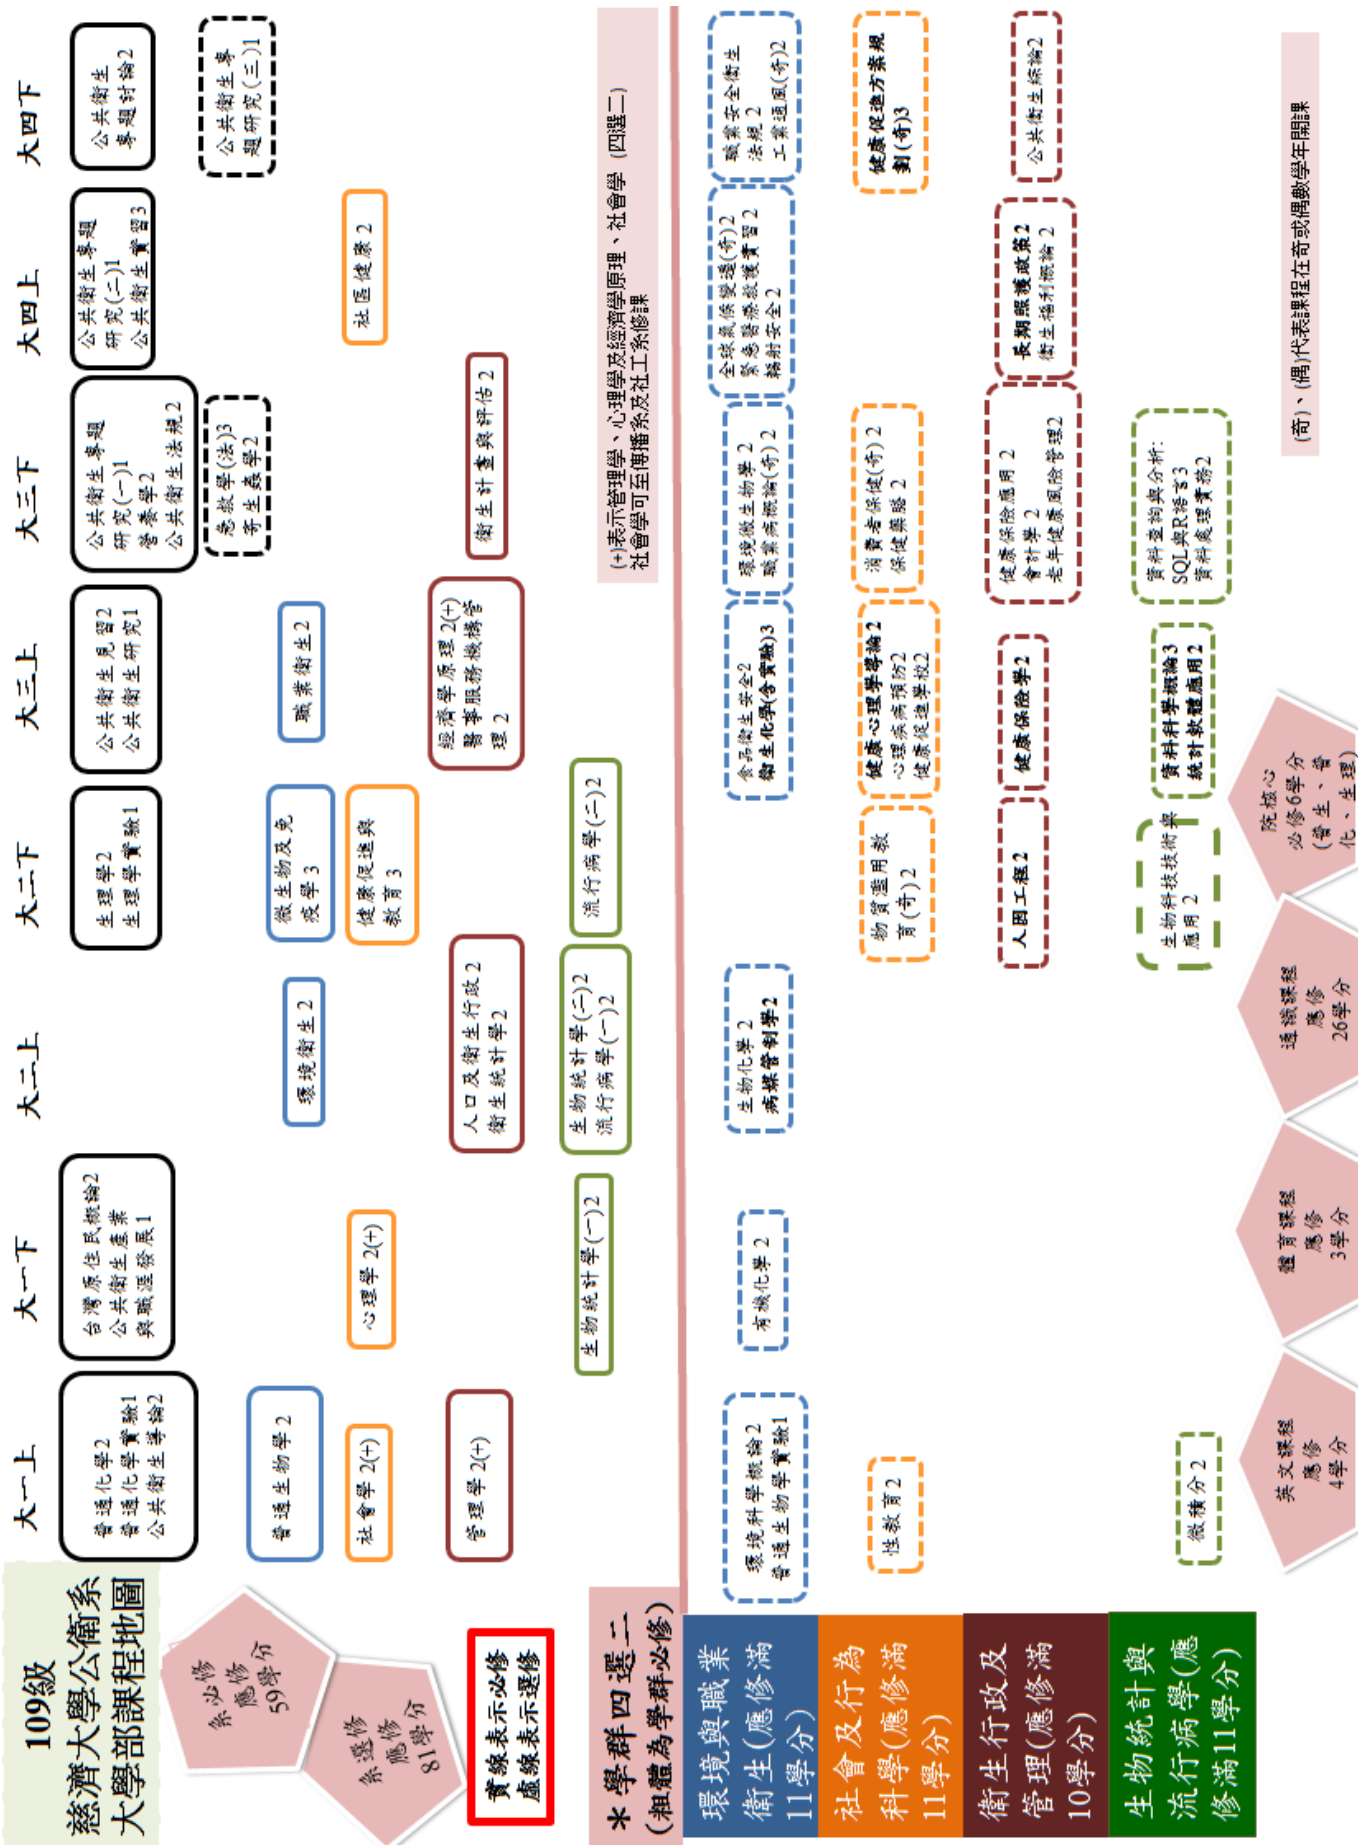 109級
慈濟大學公衛系
大學部課程地圖
大一上
大一下
大二上
大二下
大三上
大三下
大四上
大四下
系必修
應修
59學分
系選修
應修
81學分
實線表示必修
虛線表示選修
普通化學2
普通化學實驗1
公共衛生導論2
台灣原住民概論2
公共衛生產業
與職涯發展1
生理學2
生理學實驗1
公共衛生見習2
公共衛生研究1
公共衛生專題
研究(一)1
營養學2
公共衛生法規2
公共衛生專題
研究(二)1
公共衛生實習3
公共衛生
專題討論2
急救學(法)3
寄生蟲學2
公共衛生專
題研究(三)1
普通生物學2
環境衛生2
微生物及免
疫學3
職業衛生2
社會學2(+)
心理學 2(+)
健康促進與
教育3
社區健康2
管理學2(+)
人口及衛生行政2
衛生統計學2
經濟學原理2(+)
醫事服務機構管
理2
衛生計畫與評估2
生物統計學(一)2
生物統計學(二)2
流行病學(一)2
流行病學(二)2
(+)表示管理學、心理學及經濟學原理、社會學 (四選二)
社會學可至傳播系及社工系修課
＊學群四選二
(粗體為學群必修)
環境與職業
衛生(應修滿
11學分)
環境科學概論2
普通生物學實驗1
有機化學 2
生物化學2
病媒管制學2
食品衛生安全2
衛生化學(含實驗)3
環境微生物學 2
職業病概論(奇)2
全球氣候變遷(奇)2
緊急醫療救護實習2
輻射安全2
職業安全衛生
法規2
工業通風(奇)2
社會及行為
科學(應修滿
11學分)
性教育2
物質濫用教
育(奇)2
健康心理學導論2
心理疾病預防2
健康促進學校2
消費者保健(奇)2
保健藥膳2
健康促進方案規
劃(奇)3
衛生行政及
管理(應修滿
10學分)
人因工程2
健康保險學2
健康保險應用2
會計學2
老年健康風險管理2
長期照護政策2
衛生福利概論2
公共衛生綜論2
生物統計與
流行病學(應
修滿11學分)
微積分2
生物科技技術與
應用2
資料科學概論3
統計軟體應用2
資料查詢與分析:
SQL與R語言3
資料處理實務2
英文課程
應修
4學分
體育課程
應修
3學分
通識課程
應修
26學分
院核心
必修6學分
(普生、普
化、生理)
(奇)、(偶)代表課程在奇或偶數學年開課